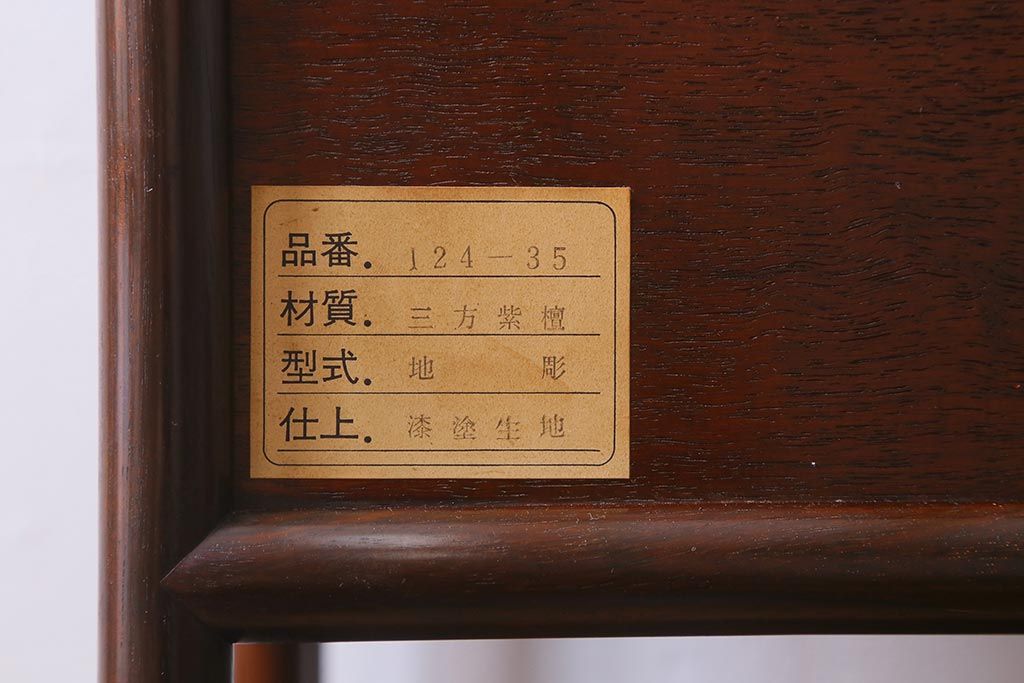 品番. 124-35
材質. 三方紫檀
型式. 地 彫
仕上. 漆塗生地